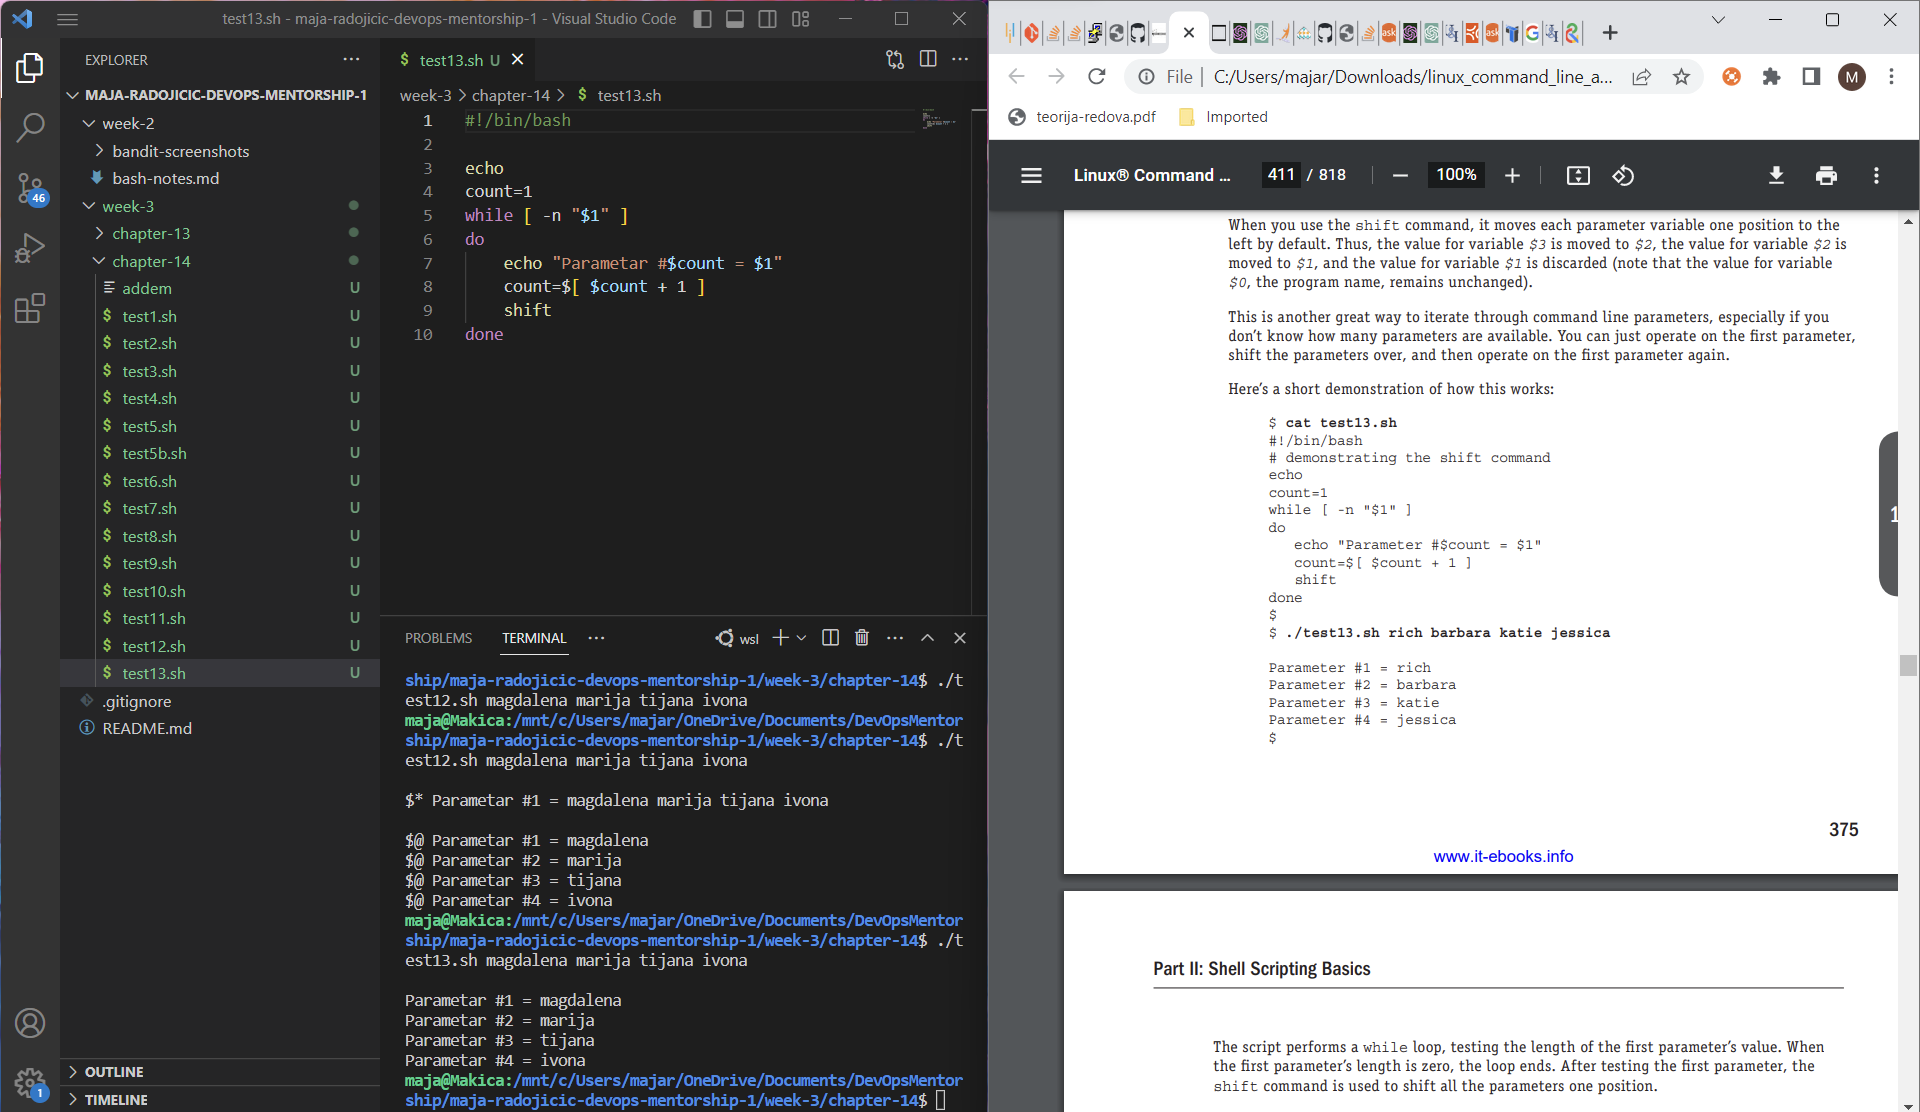 test13.sh - maja-radojicic-devops-mentorship-1 - Visual Studio Code
EXPLORER
MAJA-RADOJICIC-DEVOPS-MENTORSHIP-1
week-2
bandit-screenshots
bash-notes.md
week-3
chapter-13
chapter-14
addem U
$ test1.sh U
$ test2.sh U
$ test3.sh U
$ test4.sh U
$ test5.sh U
$ test5b.sh U
$ test6.sh U
$ test7.sh U
$ test8.sh U
$ test9.sh U
$ test10.sh U
$ test11.sh U
$ test12.sh U
$ test13.sh U
.gitignore
README.md
OUTLINE
TIMELINE
46
1
$ test13.sh U
week-3 > chapter-14 > $ test13.sh
1 #!/bin/bash
2
3 echo
4 count=1
5 while [ -n "$1" ]
6 do
7 echo "Parametar #$count = $1"
8 count=$[ $count + 1 ]
9 shift
10 done
PROBLEMS TERMINAL wsl
ship/maja-radojicic-devops-mentorship-1/week-3/chapter-14$ ./t
est12.sh magdalena marija tijana ivona
maja@Makica:/mnt/c/Users/majar/OneDrive/Documents/DevOpsMentor
ship/maja-radojicic-devops-mentorship-1/week-3/chapter-14$ ./t
est12.sh magdalena marija tijana ivona
$* Parametar #1 = magdalena marija tijana ivona
$@ Parametar #1 = magdalena
$@ Parametar #2 = marija
$@ Parametar #3 = tijana
$@ Parametar #4 = ivona
maja@Makica:/mnt/c/Users/majar/OneDrive/Documents/DevOpsMentor
ship/maja-radojicic-devops-mentorship-1/week-3/chapter-14$ ./t
est13.sh magdalena marija tijana ivona
Parametar #1 = magdalena
Parametar #2 = marija
Parametar #3 = tijana
Parametar #4 = ivona
maja@Makica:/mnt/c/Users/majar/OneDrive/Documents/DevOpsMentor
ship/maja-radojicic-devops-mentorship-1/week-3/chapter-14$
File | C:/Users/majar/Downloads/linux_command_line_a... M
teorija-redova.pdf Imported
Linux® Command ... 411 / 818 100%
When you use the shift command, it moves each parameter variable one position to the
left by default. Thus, the value for variable $3 is moved to $2, the value for variable $2 is
moved to $1, and the value for variable $1 is discarded (note that the value for variable
$0, the program name, remains unchanged).
This is another great way to iterate through command line parameters, especially if you
don't know how many parameters are available. You can just operate on the first parameter,
shift the parameters over, and then operate on the first parameter again.
Here's a short demonstration of how this works:
$ cat test13.sh
#!/bin/bash
# demonstrating the shift command
echo
count=1
while [ -n "$1" ]
do
echo "Parameter #$count = $1"
count=$[ $count + 1 ]
shift
done
$
$ ./test13.sh rich barbara katie jessica
Parameter #1 = rich
Parameter #2 = barbara
Parameter #3 = katie
Parameter #4 = jessica
$
375
www.it-ebooks.info
Part II: Shell Scripting Basics
The script performs a while loop, testing the length of the first parameter's value. When
the first parameter's length is zero, the loop ends. After testing the first parameter, the
shift command is used to shift all the parameters one position.